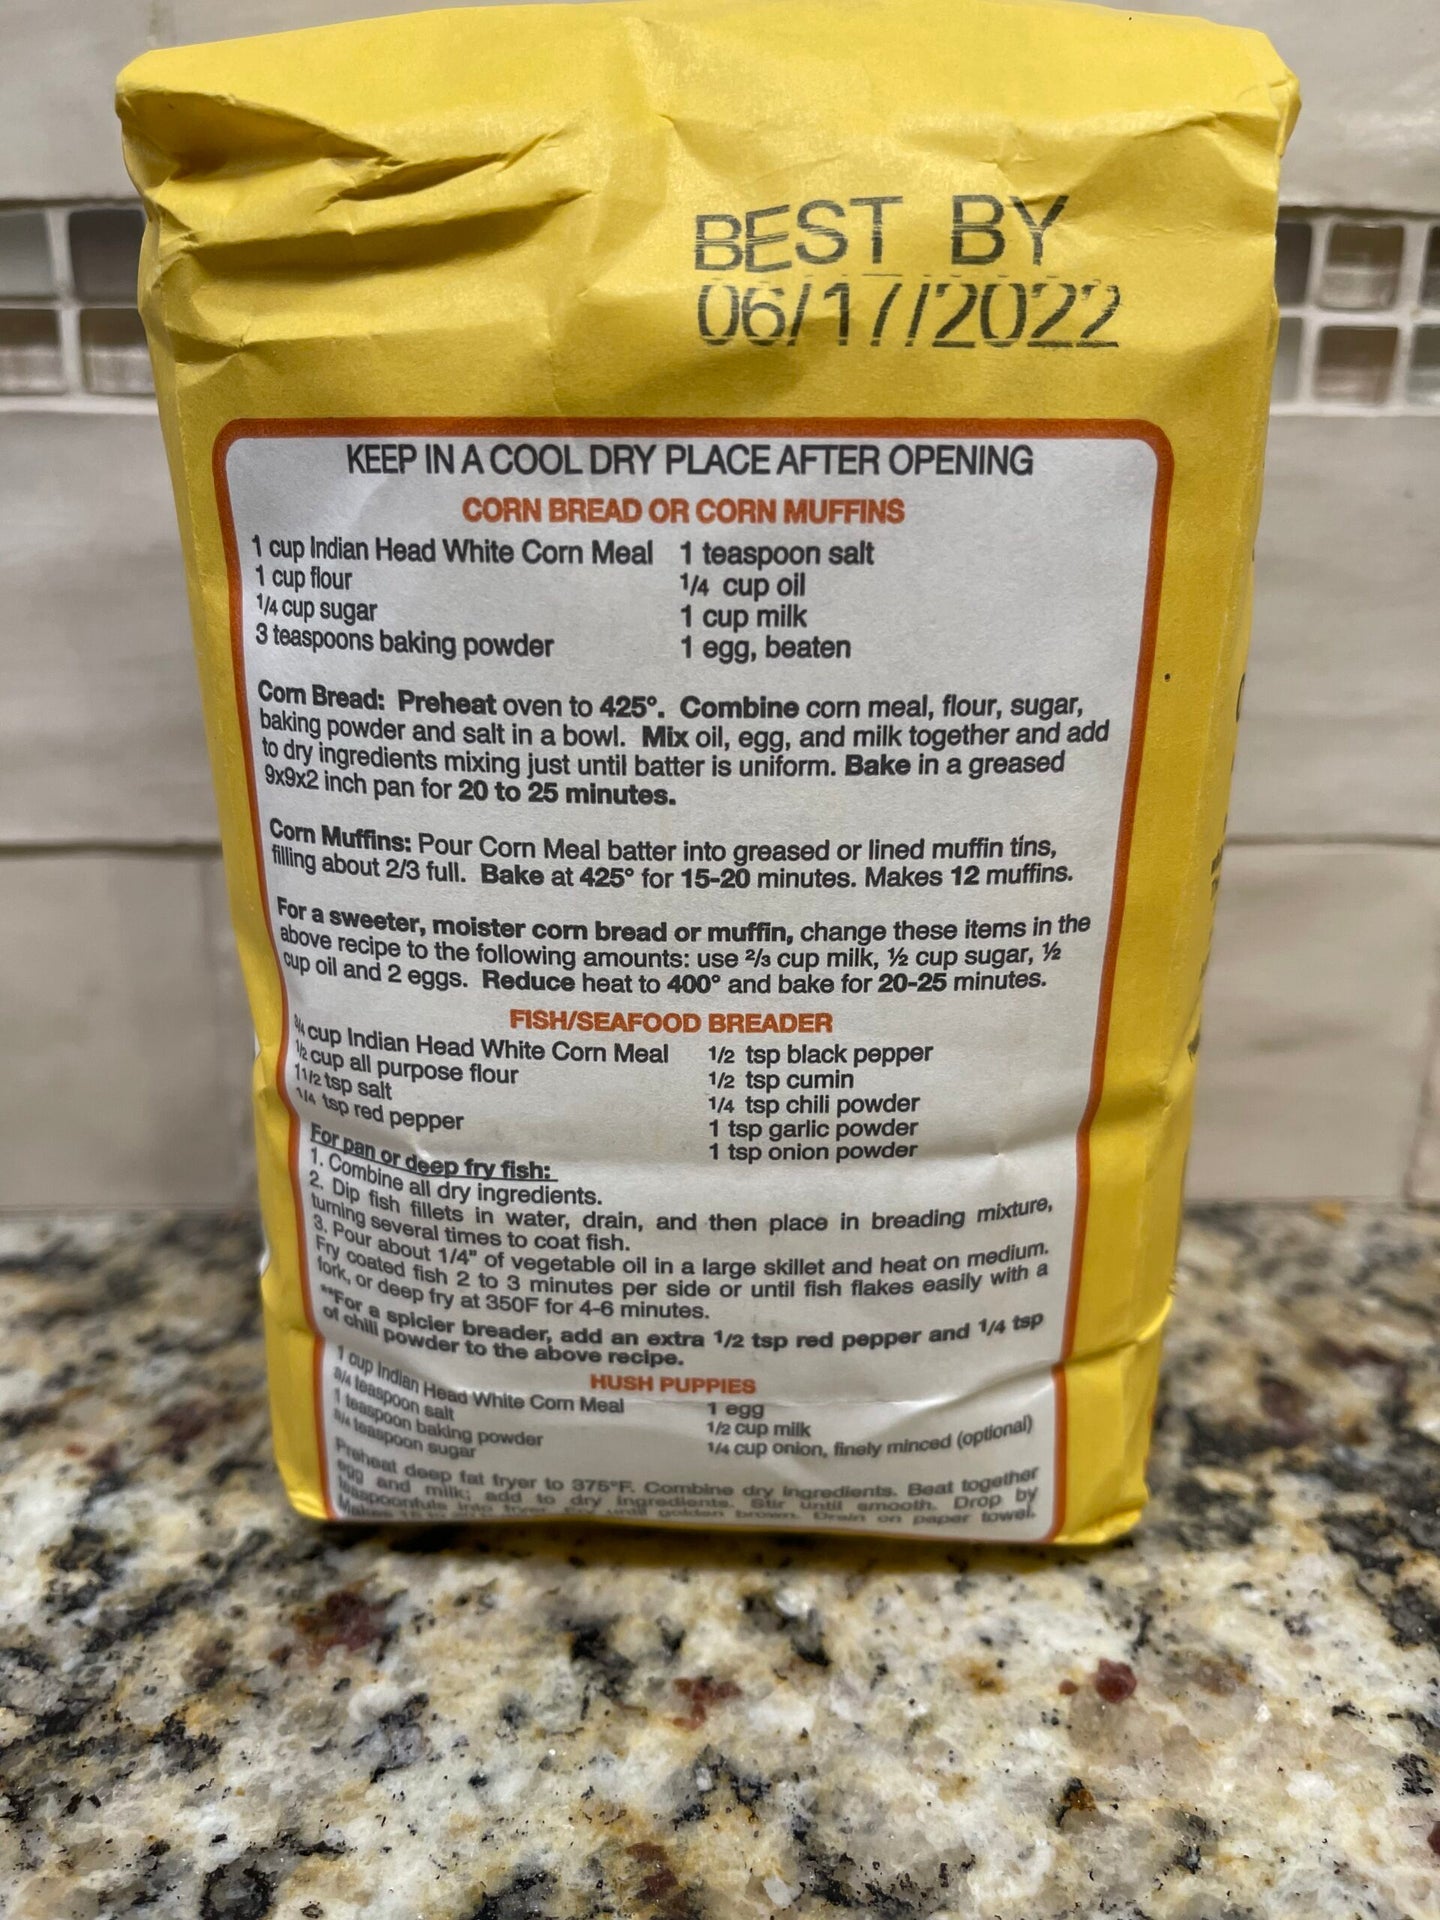 BEST BY
06/17/2022
KEEP IN A COOL DRY PLACE AFTER OPENING
CORN BREAD OR CORN MUFFINS
1 cup Indian Head White Corn Meal
1 cup flour
1/4 cup sugar
3 teaspoons baking powder
1 teaspoon salt
1/4 cup oil
1 cup milk
1 egg, beaten
Corn Bread: Preheat oven to 425°. Combine corn meal, flour, sugar,
baking powder and salt in a bowl. Mix oil, egg, and milk together and add
to dry ingredients mixing just until batter is uniform. Bake in a greased
9x9x2 inch pan for 20 to 25 minutes.
Corn Muffins: Pour Corn Meal batter into greased or lined muffin tins,
filling about 2/3 full. Bake at 425° for 15-20 minutes. Makes 12 muffins.
For a sweeter, moister corn bread or muffin, change these items in the
above recipe to the following amounts: use 2/3 cup milk, ½ cup sugar, ½
cup oil and 2 eggs. Reduce heat to 400° and bake for 20-25 minutes.
FISH/SEAFOOD BREADER
3/4 cup Indian Head White Corn Meal
1/2 cup all purpose flour
1 1/2 tsp salt
1/4 tsp red pepper
1/2 tsp black pepper
1/2 tsp cumin
1/4 tsp chili powder
1 tsp garlic powder
1 tsp onion powder
For pan or deep fry fish:
1. Combine all dry ingredients.
2. Dip fish fillets in water, drain, and then place in breading mixture,
turning several times to coat fish.
3. Pour about 1/4" of vegetable oil in a large skillet and heat on medium.
Fry coated fish 2 to 3 minutes per side or until fish flakes easily with a
fork, or deep fry at 350F for 4-6 minutes.
**For a spicier breader, add an extra 1/2 tsp red pepper and 1/4 tsp
of chili powder to the above recipe.
HUSH PUPPIES
1 cup Indian Head White Corn Meal
3/4 teaspoon salt
1 teaspoon baking powder
3/4 teaspoon sugar
1 egg
1/2 cup milk
1/4 cup onion, finely minced (optional)
Preheat deep fat fryer to 375°F. Combine dry ingredients. Beat together
egg and milk; add to dry ingredients. Stir until smooth. Drop by
teaspoonfuls into fryer. Fry until golden brown. Drain on paper towel.
Makes